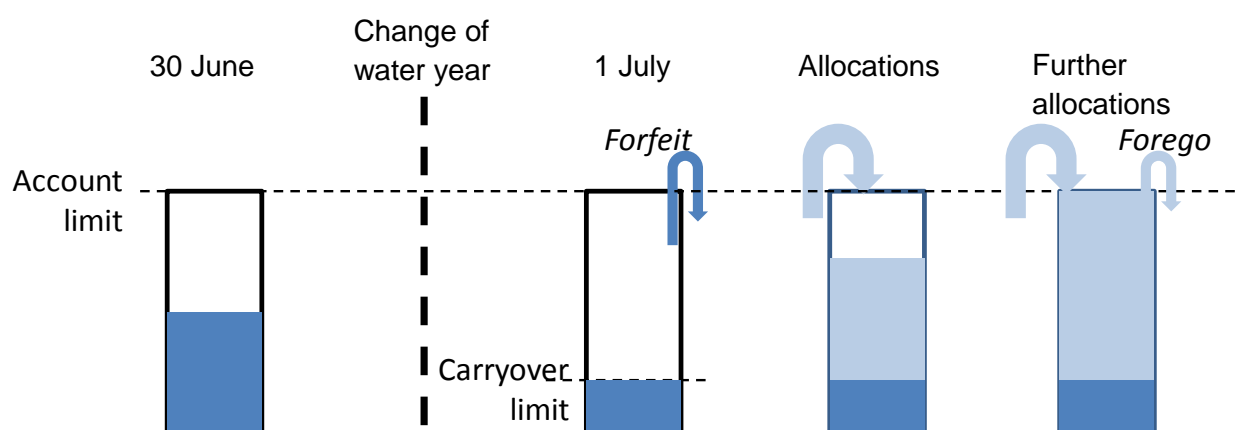 30 June
Change of
water year
1 July
Allocations
Further
allocations
Forfeit
Forego
Account
limit
Carryover
limit